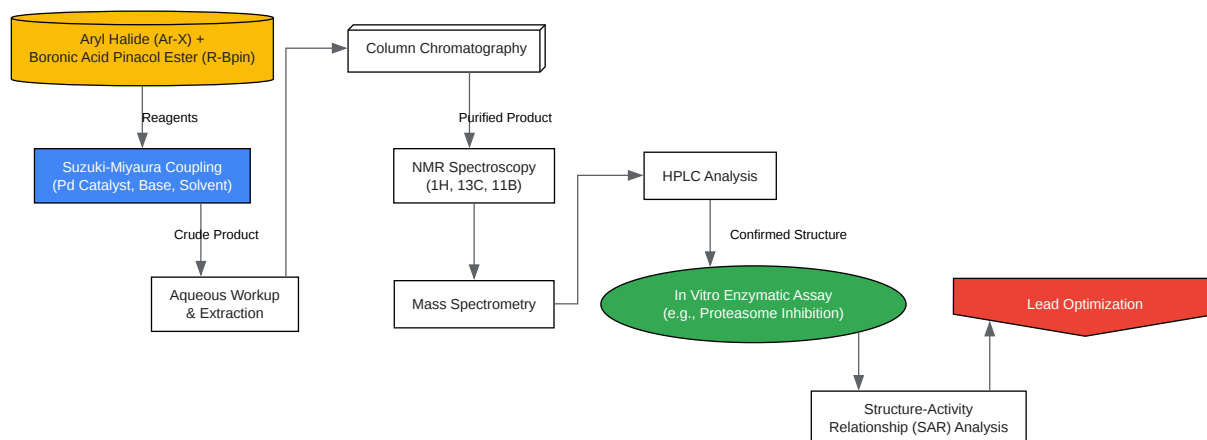 Aryl Halide (Ar-X) +
Boronic Acid Pinacol Ester (R-Bpin)
Reagents
Suzuki-Miyaura Coupling
(Pd Catalyst, Base, Solvent)
Crude Product
Aqueous Workup
& Extraction
Column Chromatography
Purified Product
NMR Spectroscopy
(1H, 13C, 11B)
Mass Spectrometry
HPLC Analysis
Confirmed Structure
In Vitro Enzymatic Assay
(e.g., Proteasome Inhibition)
Structure-Activity
Relationship (SAR) Analysis
Lead Optimization